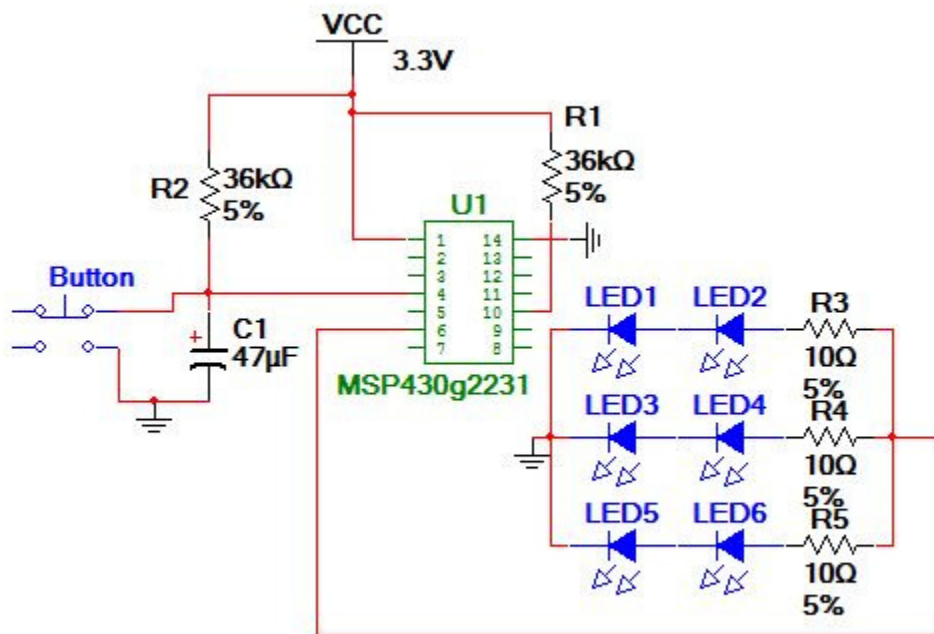 VCC
3.3V
R1
36kΩ
5%
R2
36kΩ
5%
U1
1 14
2 13
3 12
4 11
5 10
6 9
7 8
MSP430g2231
Button
+
C1
47µF
LED1 LED2 R3
10Ω
5%
LED3 LED4 R4
10Ω
5%
LED5 LED6 R5
10Ω
5%